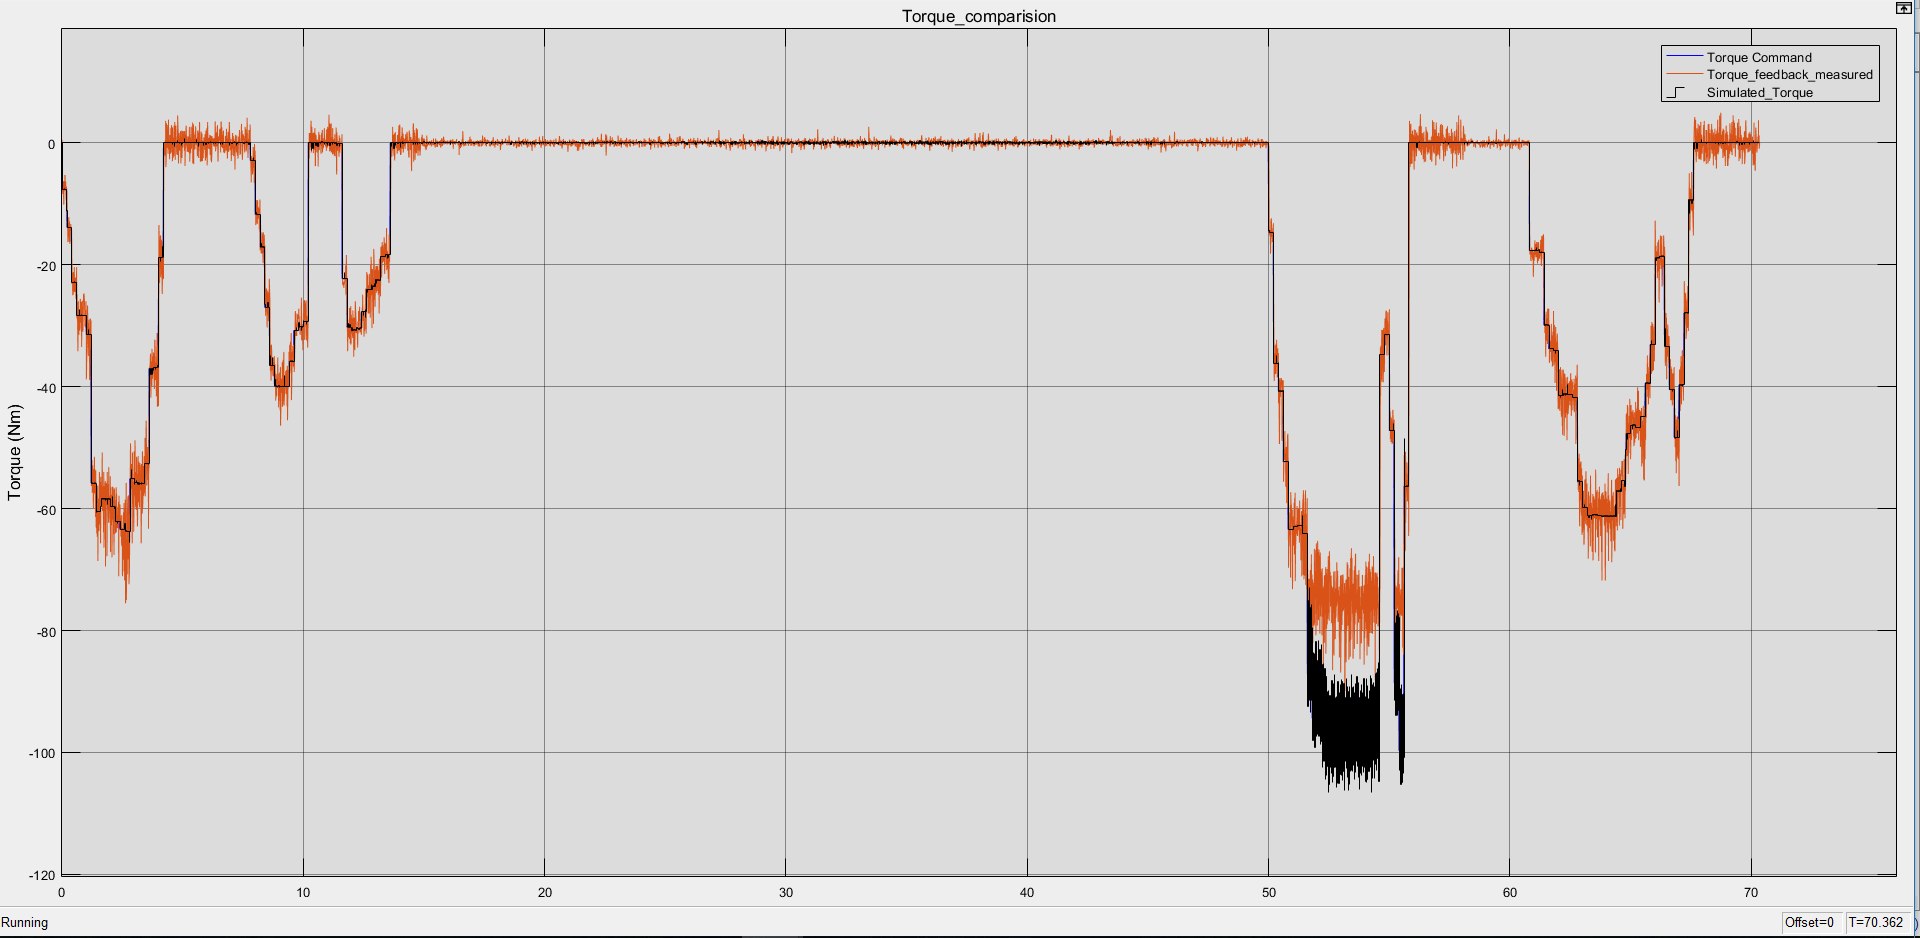 Torque_comparision
Torque Command
Torque_feedback_measured
Simulated_Torque
Torque (Nm)
0
-20
-40
-60
-80
-100
-120
0 10 20 30 40 50 60 70
Running
Offset=0 T=70.362